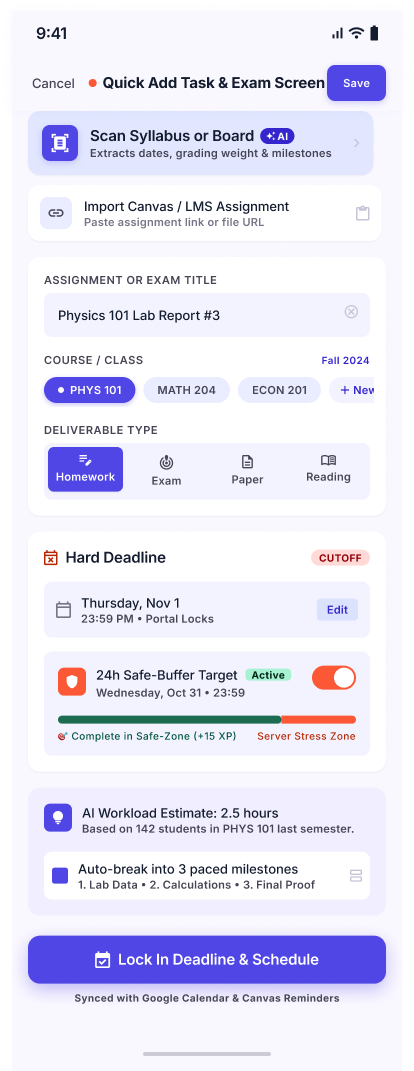 9:41
Cancel
Quick Add Task & Exam Screen
Save
Scan Syllabus or Board
AI
Extracts dates, grading weight & milestones
Import Canvas / LMS Assignment
Paste assignment link or file URL
ASSIGNMENT OR EXAM TITLE
Physics 101 Lab Report #3
COURSE / CLASS
Fall 2024
PHYS 101
MATH 204
ECON 201
+ New
DELIVERABLE TYPE
Homework
Exam
Paper
Reading
Hard Deadline
CUTOFF
Thursday, Nov 1
23:59 PM • Portal Locks
Edit
24h Safe-Buffer Target
Active
Wednesday, Oct 31 • 23:59
🎯 Complete in Safe-Zone (+15 XP)
Server Stress Zone
AI Workload Estimate: 2.5 hours
Based on 142 students in PHYS 101 last semester.
Auto-break into 3 paced milestones
1. Lab Data • 2. Calculations • 3. Final Proof
Lock In Deadline & Schedule
Synced with Google Calendar & Canvas Reminders